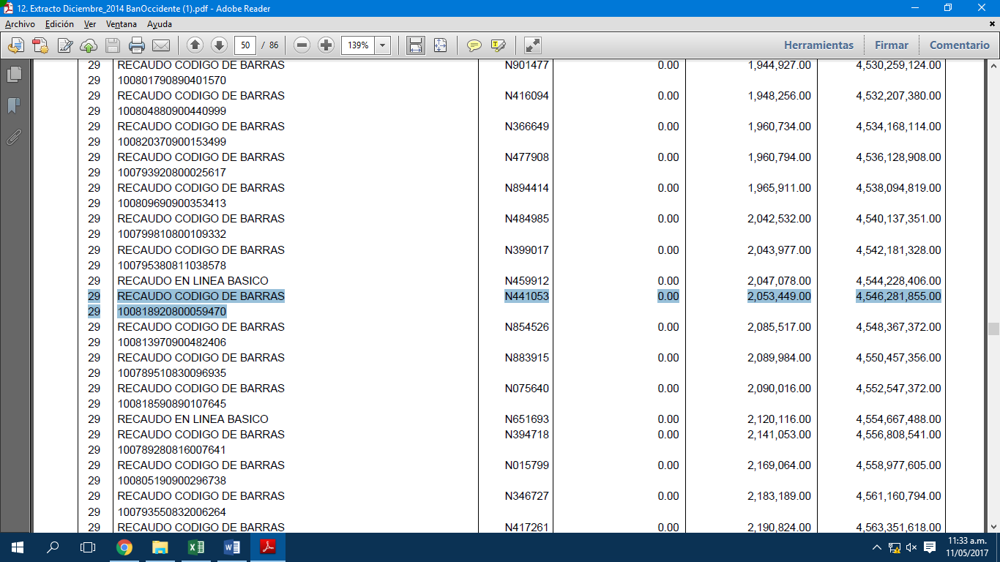 12. Extracto Diciembre_2014 BanOccidente (1).pdf - Adobe Reader
Archivo Edición Ver Ventana Ayuda
50 / 86 139% Herramientas Firmar Comentario
29 RECAUDO CODIGO DE BARRAS N901477 0.00 1,944,927.00 4,530,259,124.00
29 100801790890401570
29 RECAUDO CODIGO DE BARRAS N416094 0.00 1,948,256.00 4,532,207,380.00
29 100804880900440999
29 RECAUDO CODIGO DE BARRAS N366649 0.00 1,960,734.00 4,534,168,114.00
29 100820370900153499
29 RECAUDO CODIGO DE BARRAS N477908 0.00 1,960,794.00 4,536,128,908.00
29 100793920800025617
29 RECAUDO CODIGO DE BARRAS N894414 0.00 1,965,911.00 4,538,094,819.00
29 100809690900353413
29 RECAUDO CODIGO DE BARRAS N484985 0.00 2,042,532.00 4,540,137,351.00
29 100799810800109332
29 RECAUDO CODIGO DE BARRAS N399017 0.00 2,043,977.00 4,542,181,328.00
29 100795380811038578
29 RECAUDO EN LINEA BASICO N459912 0.00 2,047,078.00 4,544,228,406.00
29 RECAUDO CODIGO DE BARRAS N441053 0.00 2,053,449.00 4,546,281,855.00
29 100818920800059470
29 RECAUDO CODIGO DE BARRAS N854526 0.00 2,085,517.00 4,548,367,372.00
29 100813970900482406
29 RECAUDO CODIGO DE BARRAS N883915 0.00 2,089,984.00 4,550,457,356.00
29 100789510830096935
29 RECAUDO CODIGO DE BARRAS N075640 0.00 2,090,016.00 4,552,547,372.00
29 100818590890107645
29 RECAUDO EN LINEA BASICO N651693 0.00 2,120,116.00 4,554,667,488.00
29 RECAUDO CODIGO DE BARRAS N394718 0.00 2,141,053.00 4,556,808,541.00
29 100789280816007641
29 RECAUDO CODIGO DE BARRAS N015799 0.00 2,169,064.00 4,558,977,605.00
29 100805190900296738
29 RECAUDO CODIGO DE BARRAS N346727 0.00 2,183,189.00 4,561,160,794.00
29 100793550832006264
29 RECAUDO CODIGO DE BARRAS N417261 0.00 2,190,824.00 4,563,351,618.00
11:33 a.m.
11/05/2017